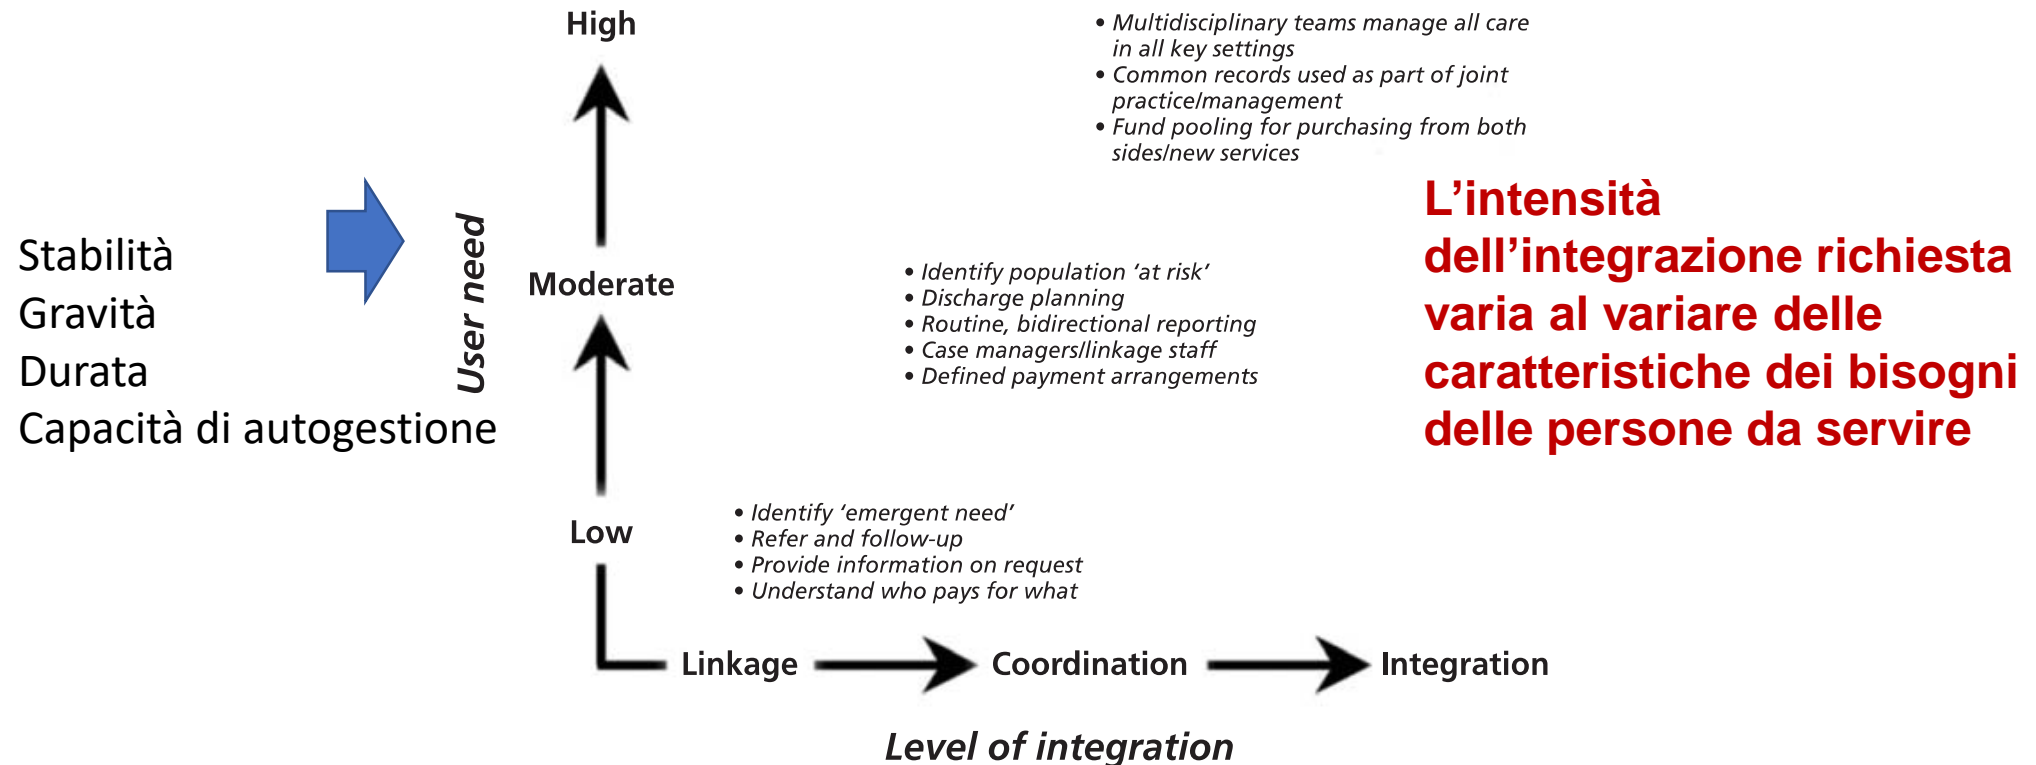 High
• Multidisciplinary teams manage all care
in all key settings
• Common records used as part of joint
practice/management
• Fund pooling for purchasing from both
sides/new services
Stabilità
Gravità
Durata
Capacità di autogestione
User need
Moderate
• Identify population ‘at risk’
• Discharge planning
• Routine, bidirectional reporting
• Case managers/linkage staff
• Defined payment arrangements
L’intensità
dell’integrazione richiesta
varia al variare delle
caratteristiche dei bisogni
delle persone da servire
Low
• Identify ‘emergent need’
• Refer and follow-up
• Provide information on request
• Understand who pays for what
Linkage
Coordination
Integration
Level of integration